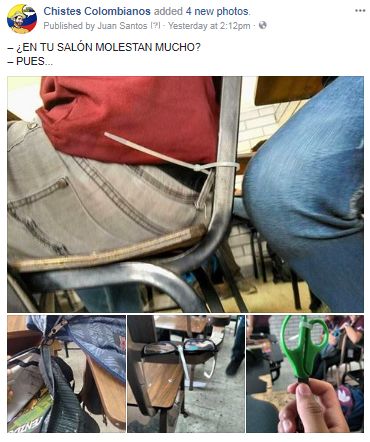 Chistes Colombianos added 4 new photos.
Published by Juan Santos [?] · Yesterday at 2:12pm ·
– ¿EN TU SALÓN MOLESTAN MUCHO?
– PUES...